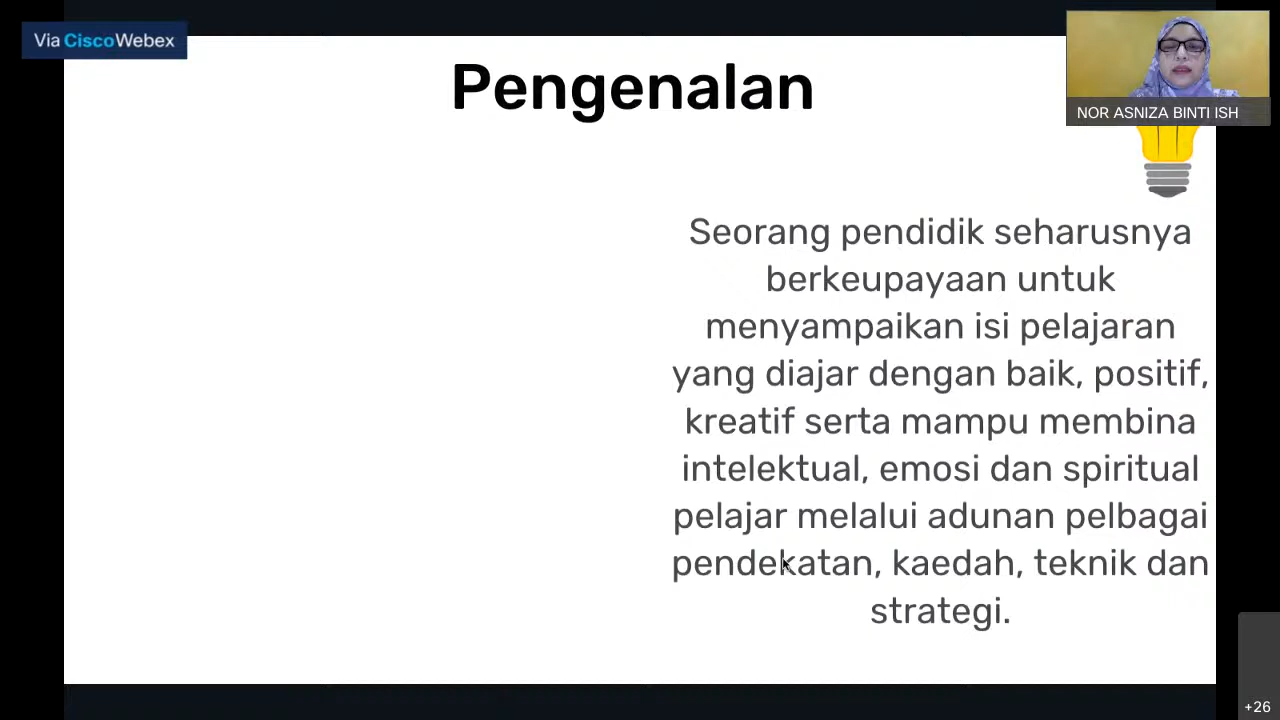 Via CiscoWebex
Pengenalan
NOR ASNIZA BINTI ISH
Seorang pendidik seharusnya
berkeupayaan untuk
menyampaikan isi pelajaran
yang diajar dengan baik, positif,
kreatif serta mampu membina
intelektual, emosi dan spiritual
pelajar melalui adunan pelbagai
pendekatan, kaedah, teknik dan
strategi.
+26